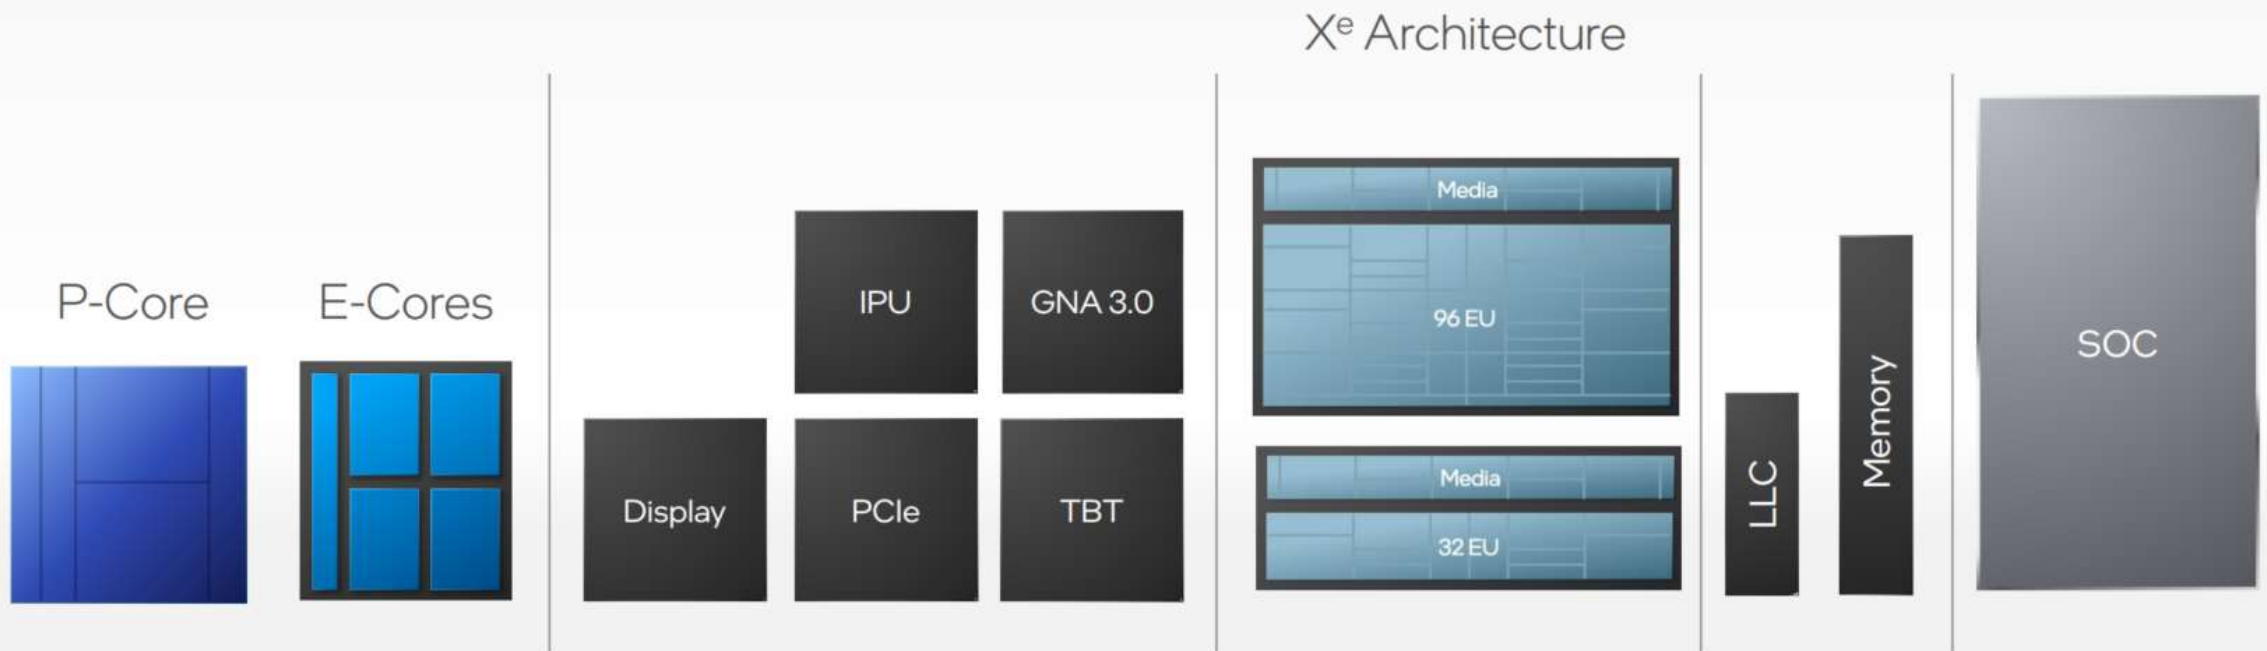 Xᵉ Architecture
P-Core
E-Cores
IPU
GNA 3.0
Display
PCIe
TBT
Media
96 EU
Media
32 EU
LLC
Memory
SOC